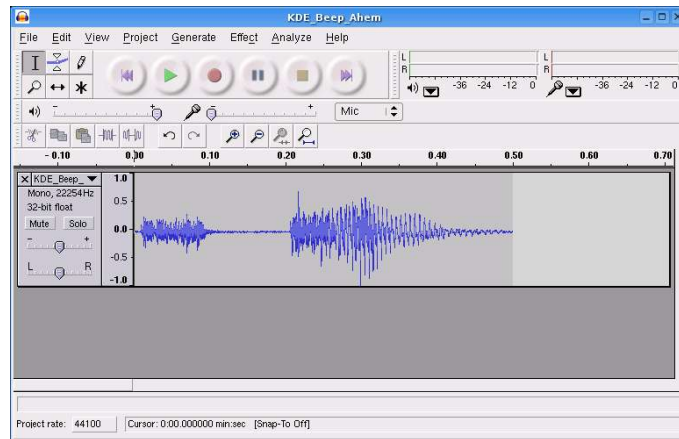 KDE_Beep_Ahem
File Edit View Project Generate Effect Analyze Help
L
R
-36 -24 -12 0
L
R
-36 -24 -12 0
Mic
- 0.10 0.00 0.10 0.20 0.30 0.40 0.50 0.60 0.70
KDE_Beep_
Mono, 22254Hz
32-bit float
Mute Solo
- +
L R
1.0
0.5
0.0
-0.5
-1.0
Project rate: 44100
Cursor: 0:00.000000 min:sec [Snap-To Off]